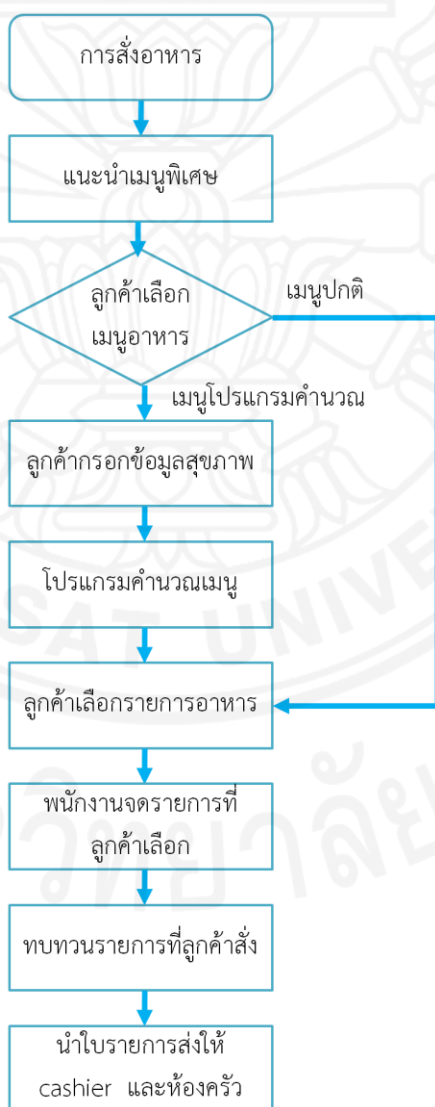 การสั่งอาหาร
แนะนำเมนูพิเศษ
ลูกค้าเลือก
เมนูอาหาร
เมนูปกติ
เมนูโปรแกรมคำนวณ
ลูกค้ากรอกข้อมูลสุขภาพ
โปรแกรมคำนวณเมนู
ลูกค้าเลือกรายการอาหาร
พนักงานจดรายการที่
ลูกค้าเลือก
ทบทวนรายการที่ลูกค้าสั่ง
นำใบรายการส่งให้
cashier และห้องครัว